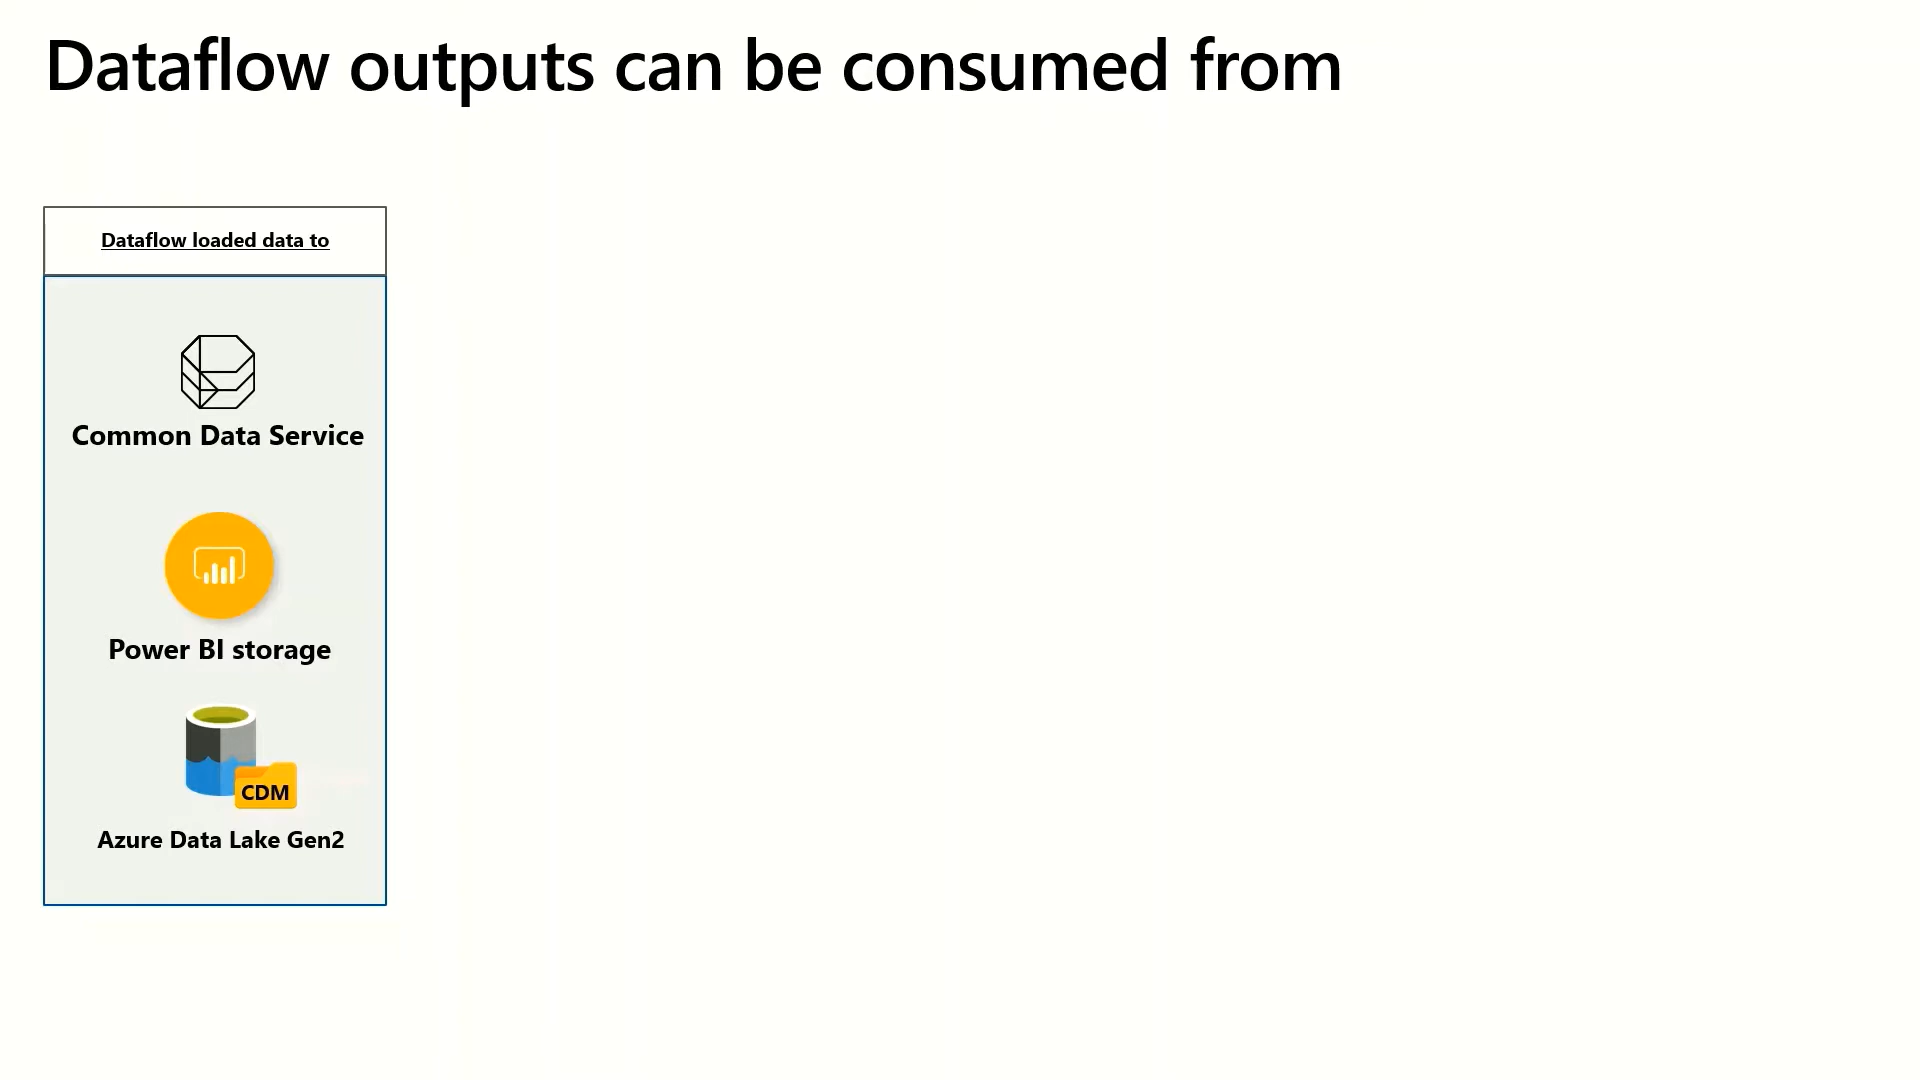 Dataflow outputs can be consumed from
Dataflow loaded data to
Common Data Service
Power BI storage
CDM
Azure Data Lake Gen2